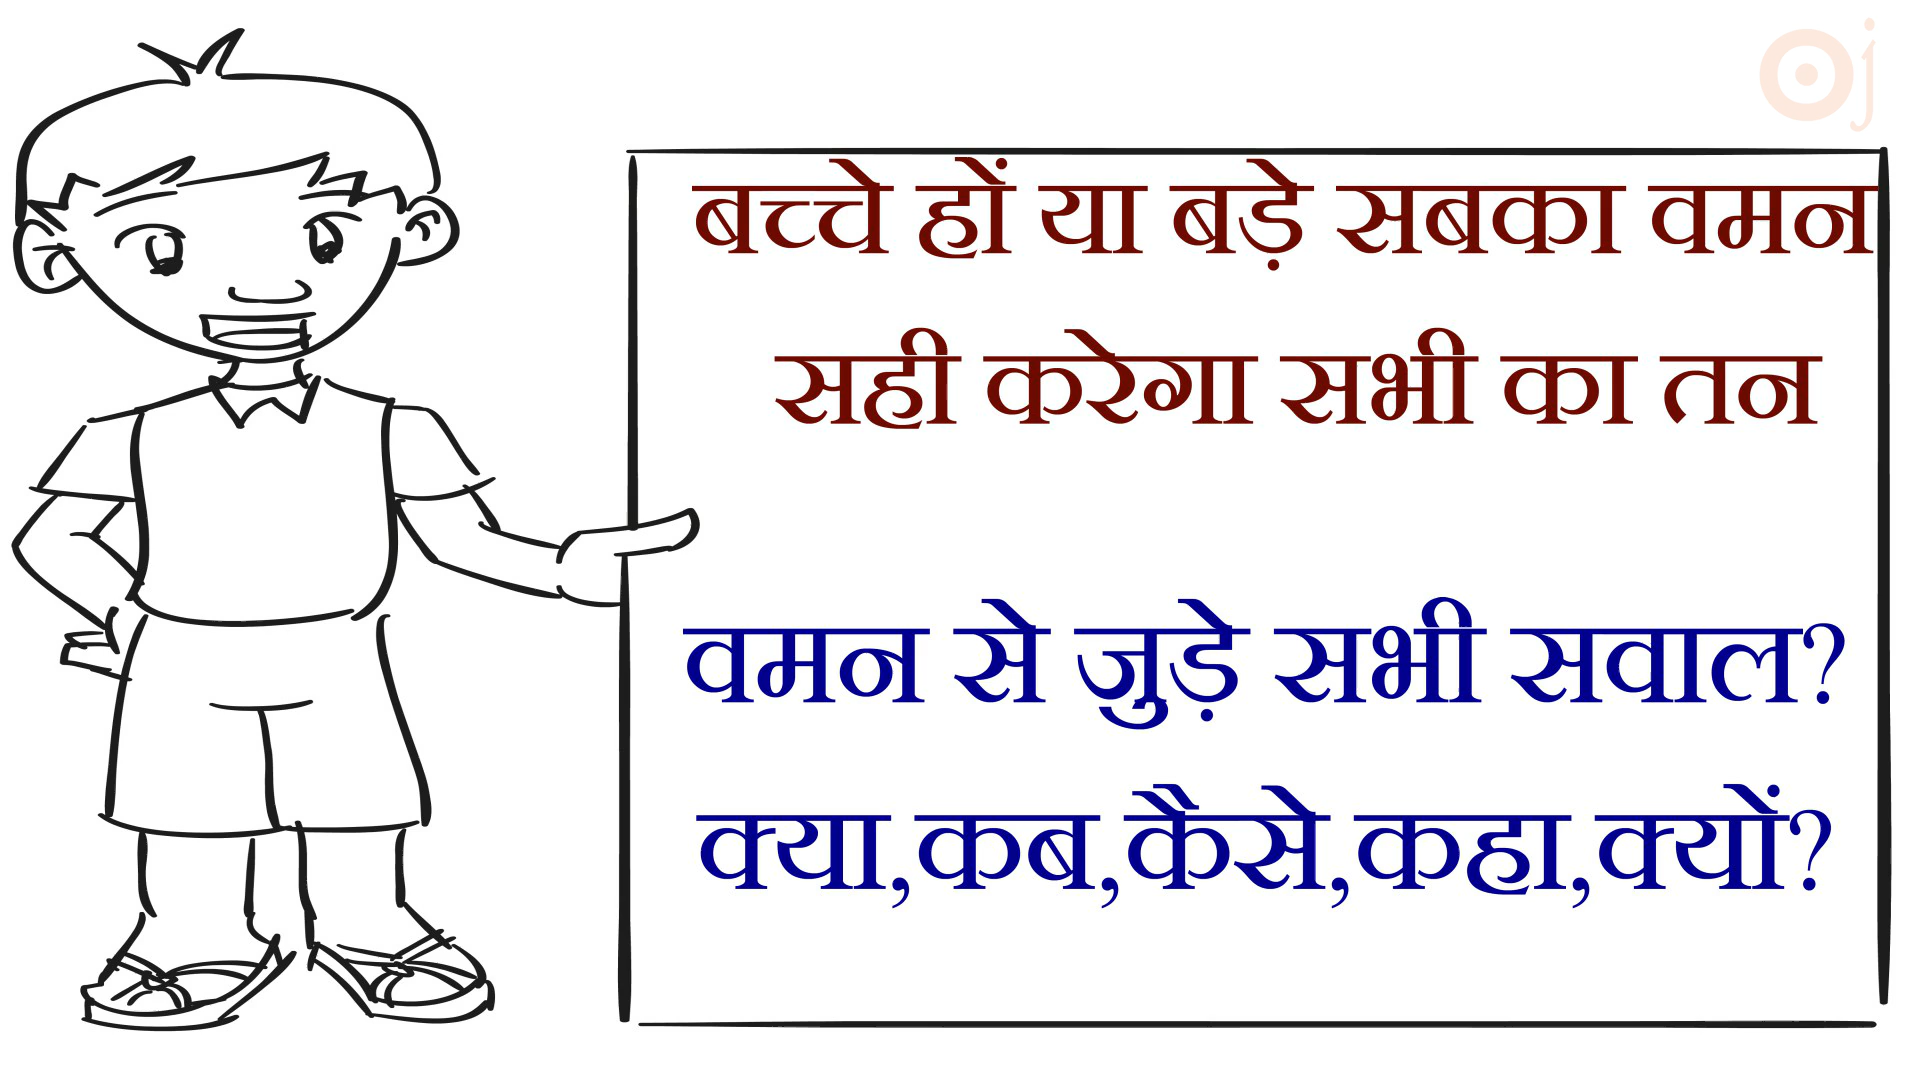 बच्चे हों या बड़े सबका वमन
सही करेगा सभी का तन
वमन से जुड़े सभी सवाल?
क्या,कब,कैसे,कहा,क्यों?